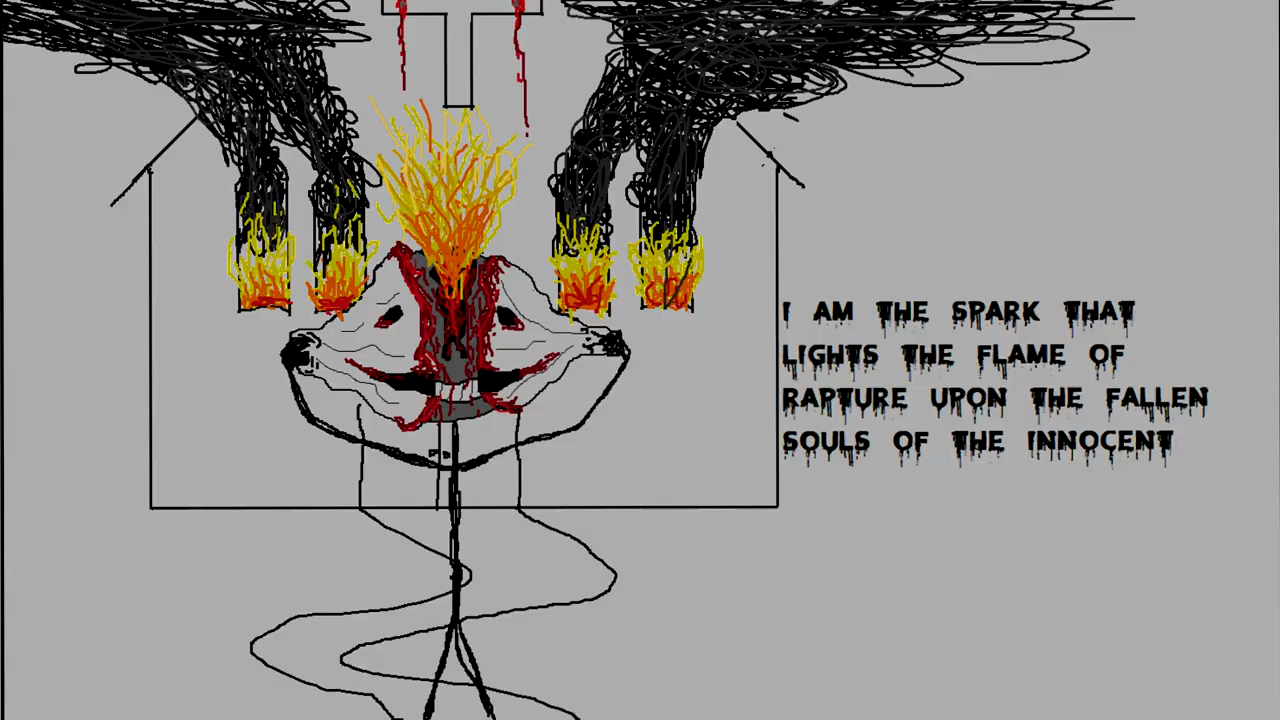 I AM THE SPARK THAT
LIGHTS THE FLAME OF
RAPTURE UPON THE FALLEN
SOULS OF THE INNOCENT